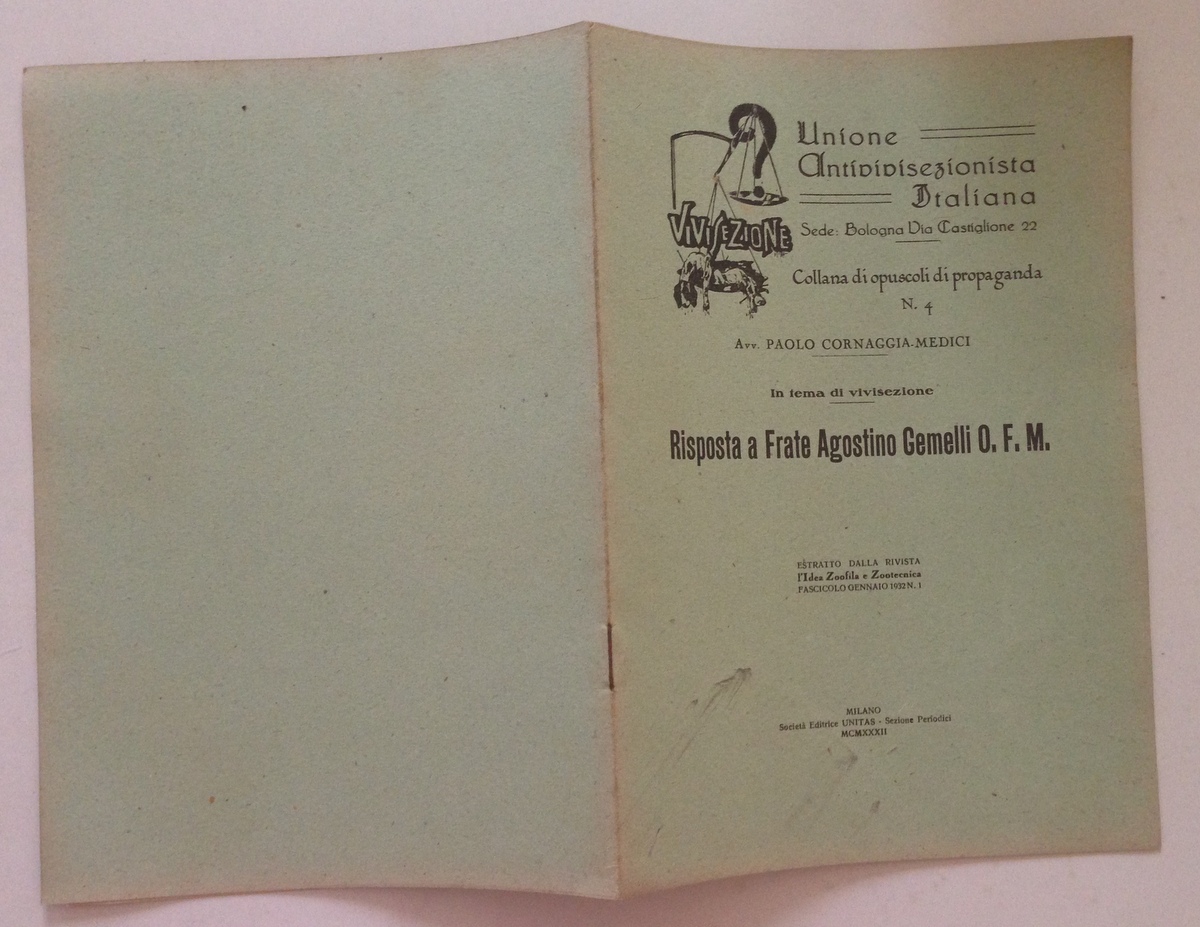 Unione
Antivivisezionista
Italiana
VIVISEZIONE
Sede: Bologna Via Castiglione 22
Collana di opuscoli di propaganda
N. 4
Avv. PAOLO CORNAGGIA-MEDICI
In tema di vivisezione
Risposta a Frate Agostino Gemelli O. F. M.
ESTRATTO DALLA RIVISTA
l'Idea Zoofila e Zootecnica
FASCICOLO GENNAIO 1932 N. 1
MILANO
Società Editrice UNITAS - Sezione Periodici
MCMXXXII